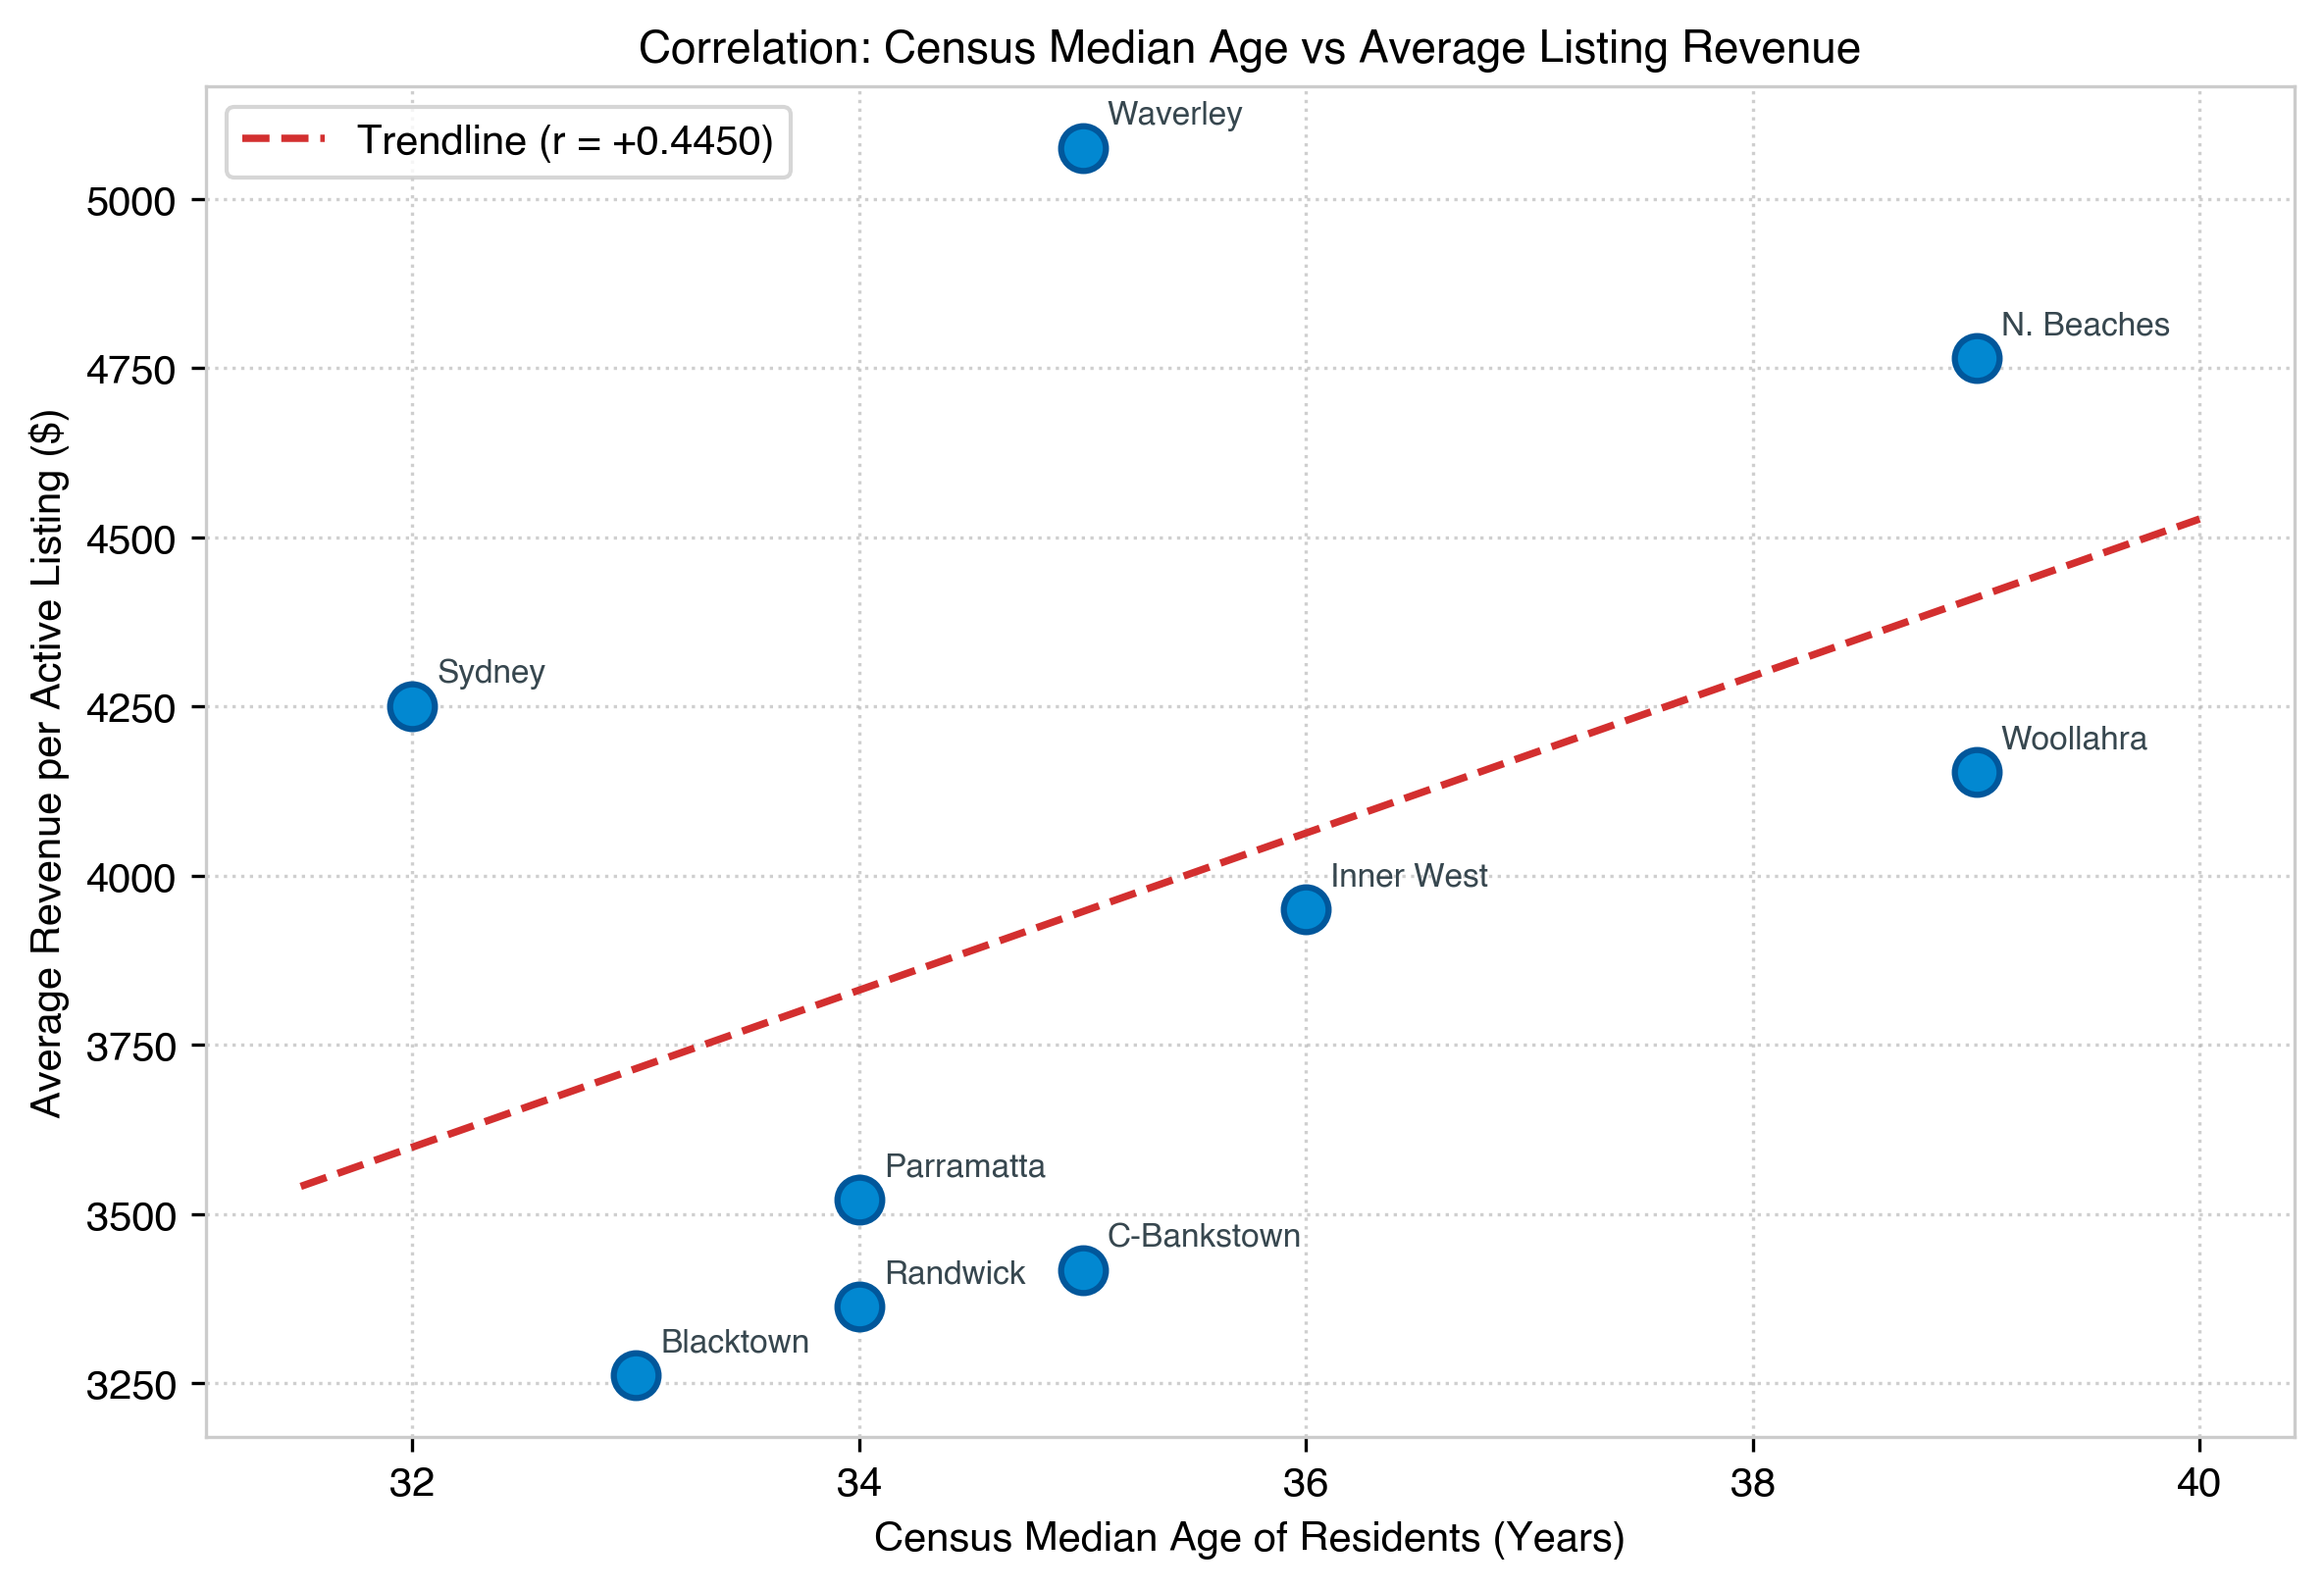 Correlation: Census Median Age vs Average Listing Revenue
Trendline (r = +0.4450)
Waverley
N. Beaches
Sydney
Woollahra
Inner West
Parramatta
C-Bankstown
Randwick
Blacktown
Average Revenue per Active Listing ($)
5000
4750
4500
4250
4000
3750
3500
3250
32 34 36 38 40
Census Median Age of Residents (Years)